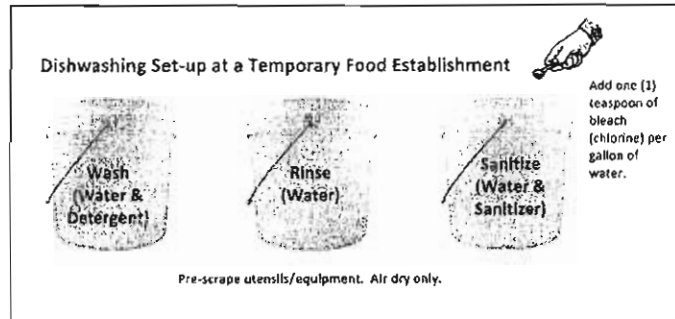 Dishwashing Set-up at a Temporary Food Establishment
Add one (1)
teaspoon of
bleach
(chlorine) per
gallon of
water.
Wash
(Water &
Detergent)
Rinse
(Water)
Sanitize
(Water &
Sanitizer)
Pre-scrape utensils/equipment. Air dry only.